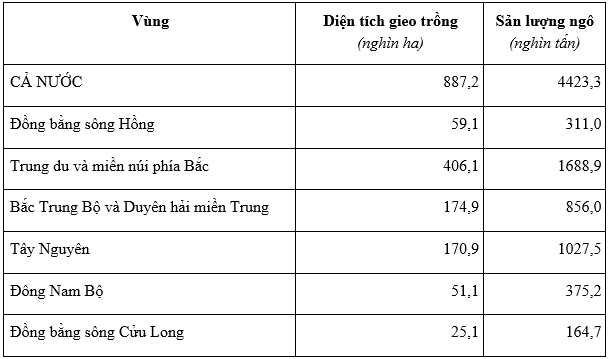 Vùng Diện tích gieo trồng Sản lượng ngô
(nghìn ha) (nghìn tấn)
CẢ NƯỚC 887,2 4423,3
Đồng bằng sông Hồng 59,1 311,0
Trung du và miền núi phía Bắc 406,1 1688,9
Bắc Trung Bộ và Duyên hải miền Trung 174,9 856,0
Tây Nguyên 170,9 1027,5
Đông Nam Bộ 51,1 375,2
Đồng bằng sông Cửu Long 25,1 164,7